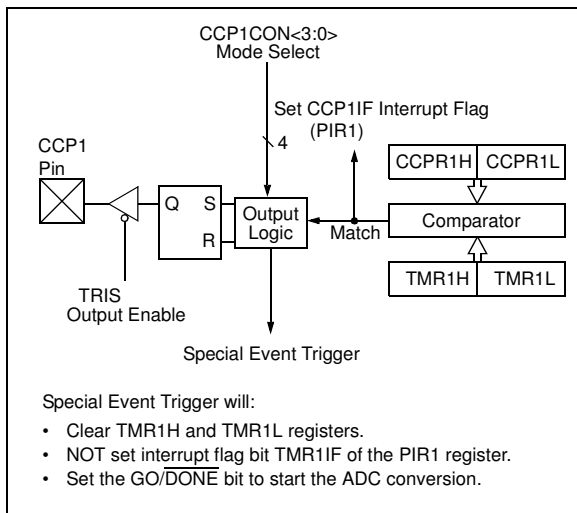 CCP1CON<3:0>
Mode Select
Set CCP1IF Interrupt Flag
(PIR1)
4
CCP1
Pin
CCPR1H CCPR1L
Q S
R
Output
Logic
Match
Comparator
TRIS
Output Enable
TMR1H TMR1L
Special Event Trigger
Special Event Trigger will:
• Clear TMR1H and TMR1L registers.
• NOT set interrupt flag bit TMR1IF of the PIR1 register.
• Set the GO/DONE bit to start the ADC conversion.